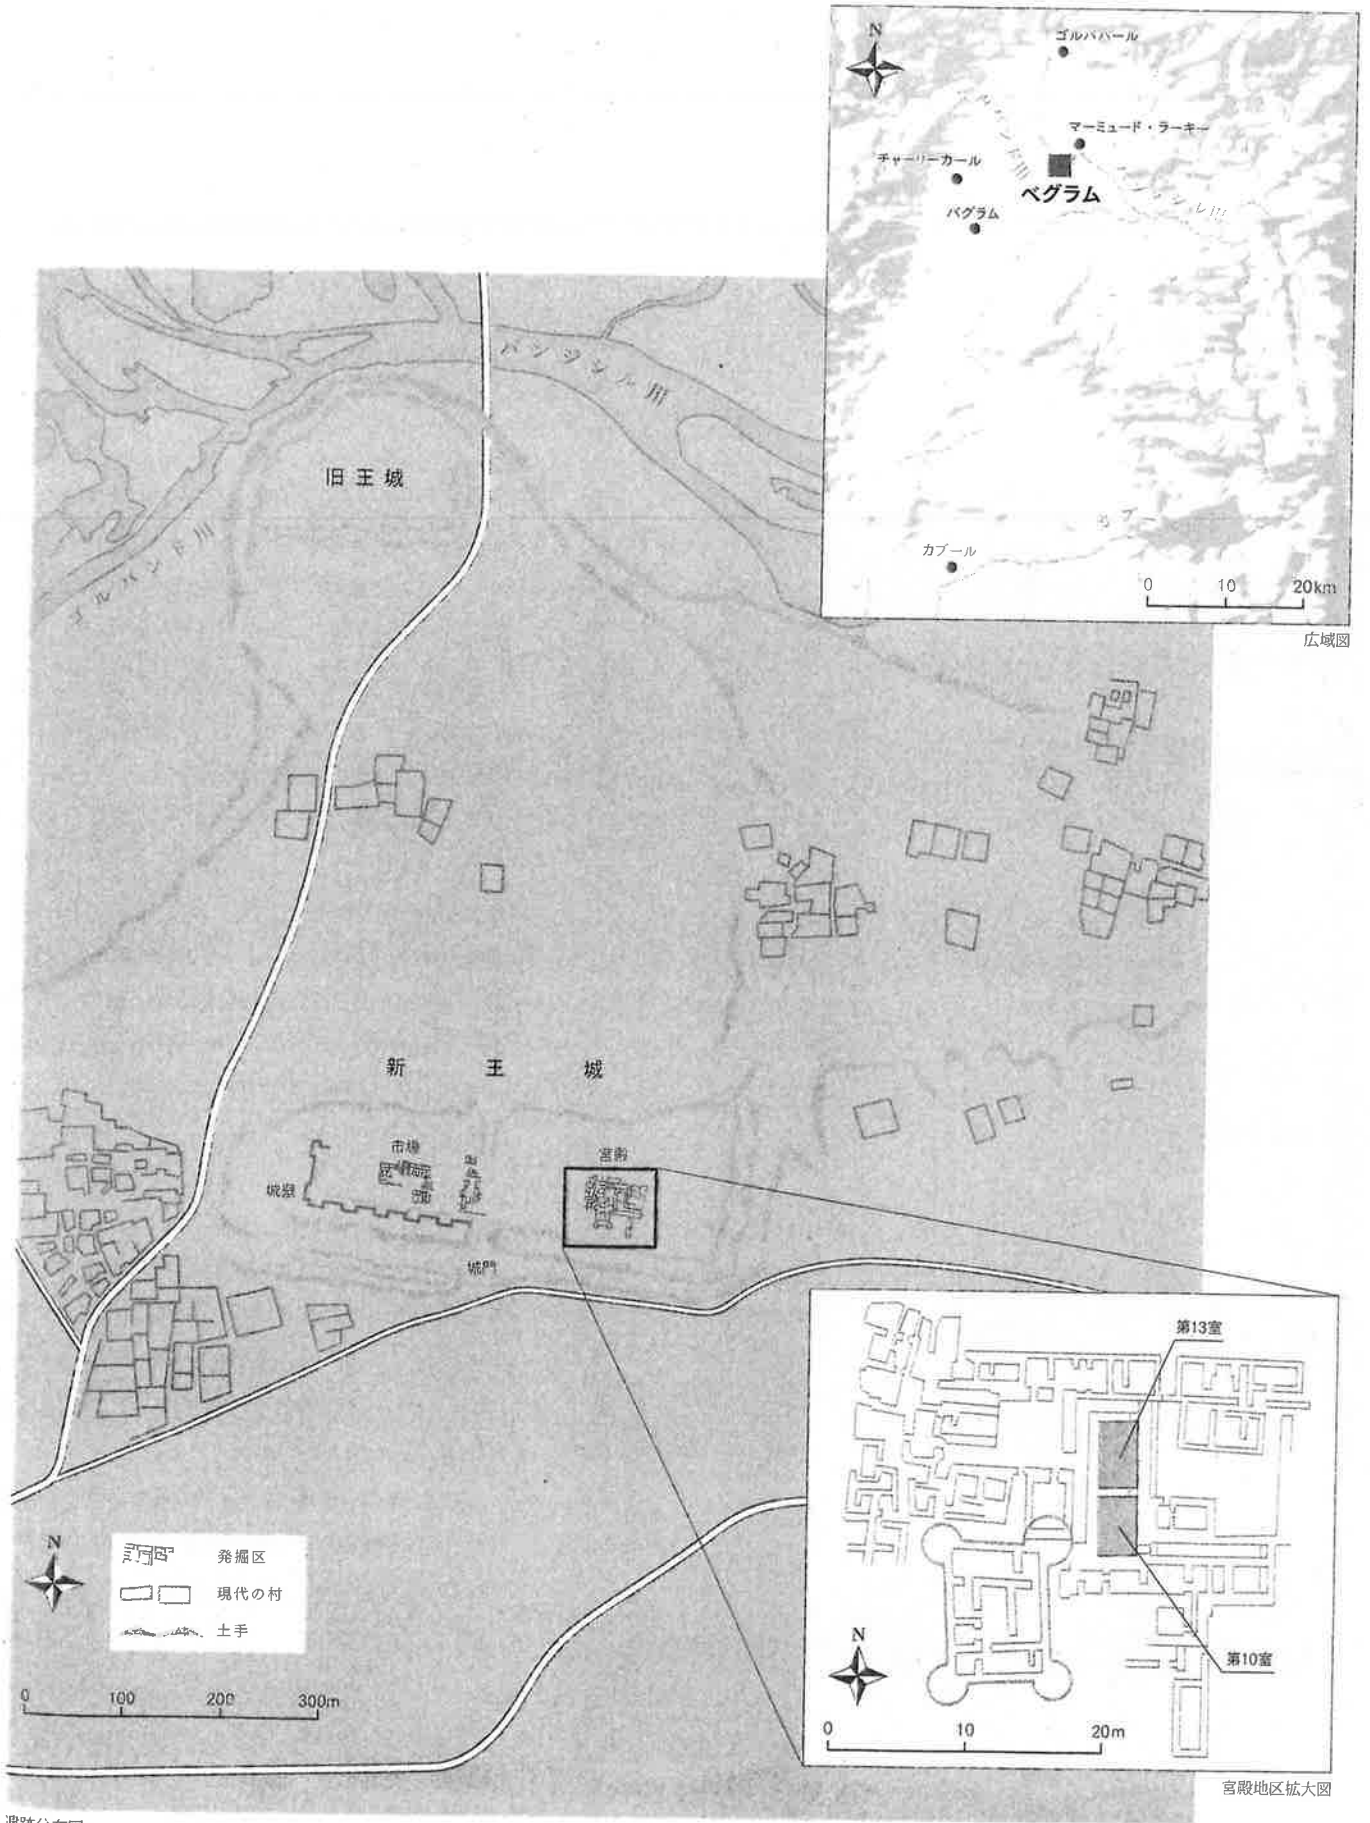 N
ゴルバハール
マーミュード・ラーキー
チャーリーカール
ベグラム
バグラム
カブール
0 10 20km
広域図
パンジシル川
旧王城
ゴルバンド川
新王城
市場
宮殿
城壁
城門
第13室
第10室
N
0 10 20m
宮殿地区拡大図
N
発掘区
現代の村
土手
0 100 200 300m